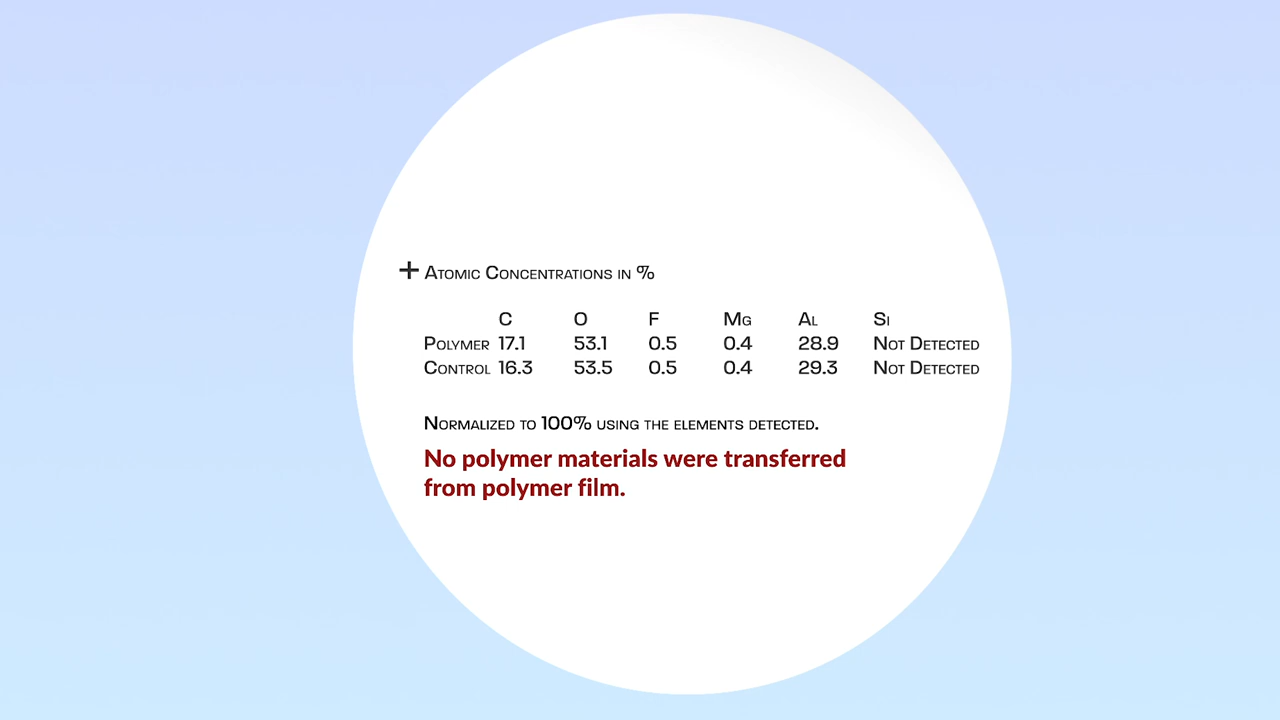 + Atomic Concentrations in %
C O F Mg Al Si
Polymer 17.1 53.1 0.5 0.4 28.9 Not Detected
Control 16.3 53.5 0.5 0.4 29.3 Not Detected
Normalized to 100% using the elements detected.
No polymer materials were transferred
from polymer film.